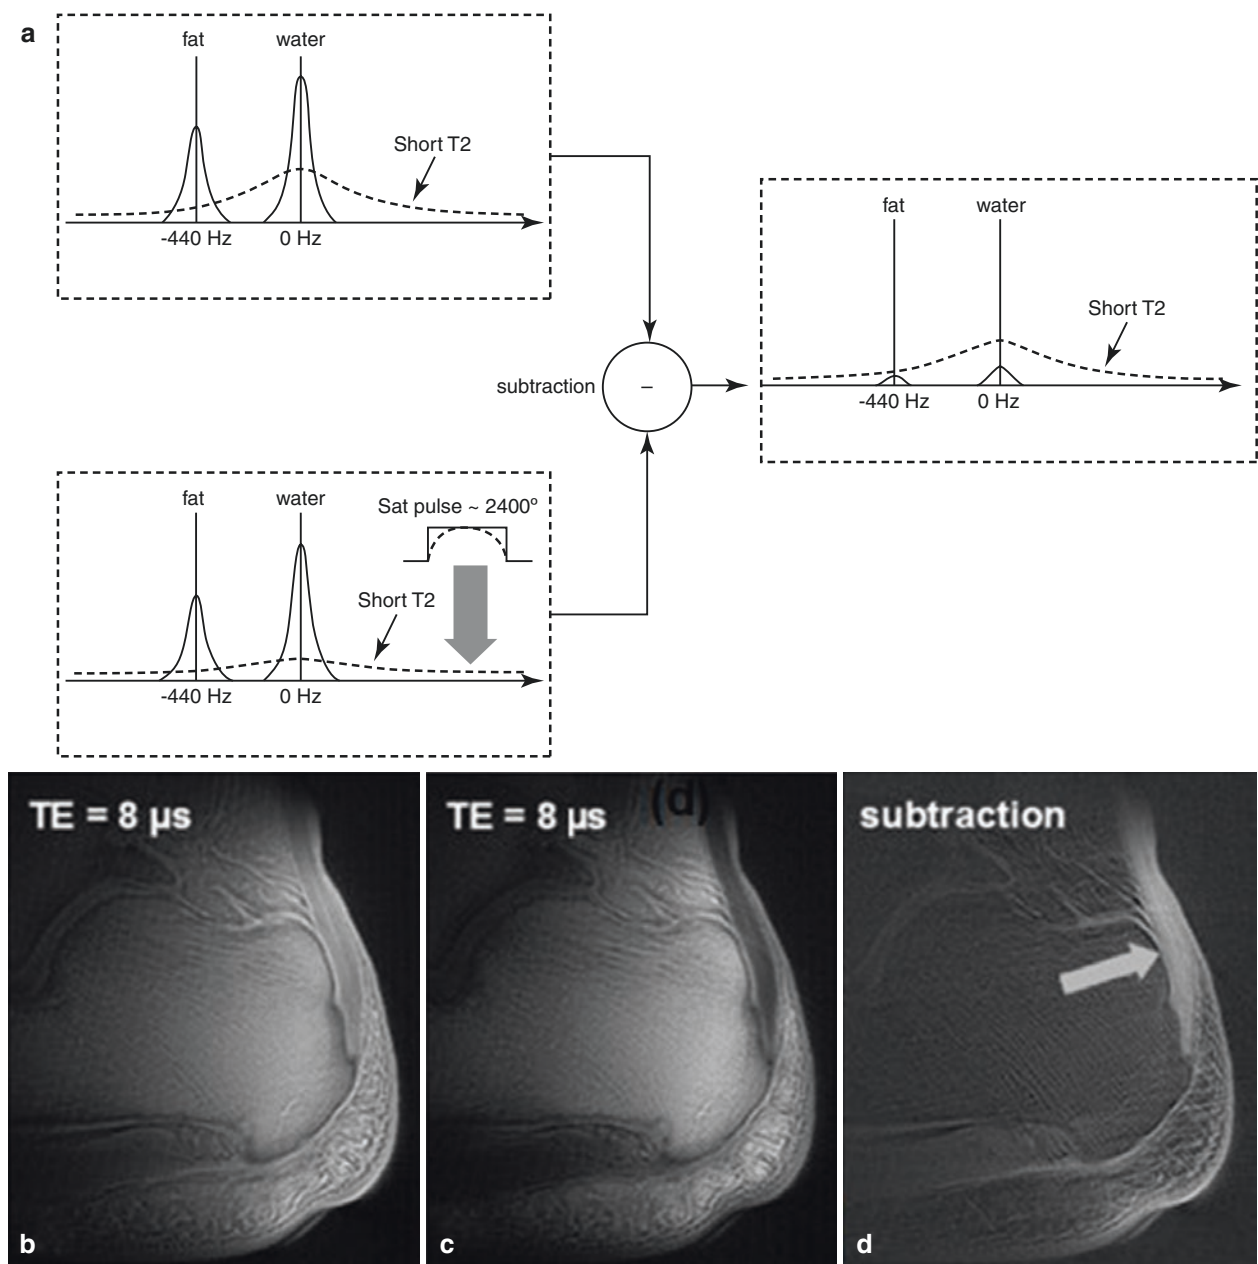 a
fat water
Short T2
-440 Hz 0 Hz
fat water
Short T2
-440 Hz 0 Hz
subtraction
–
fat water
Sat pulse ~ 2400º
Short T2
-440 Hz 0 Hz
TE = 8 µs
b
TE = 8 µs
(d)
c
subtraction
d